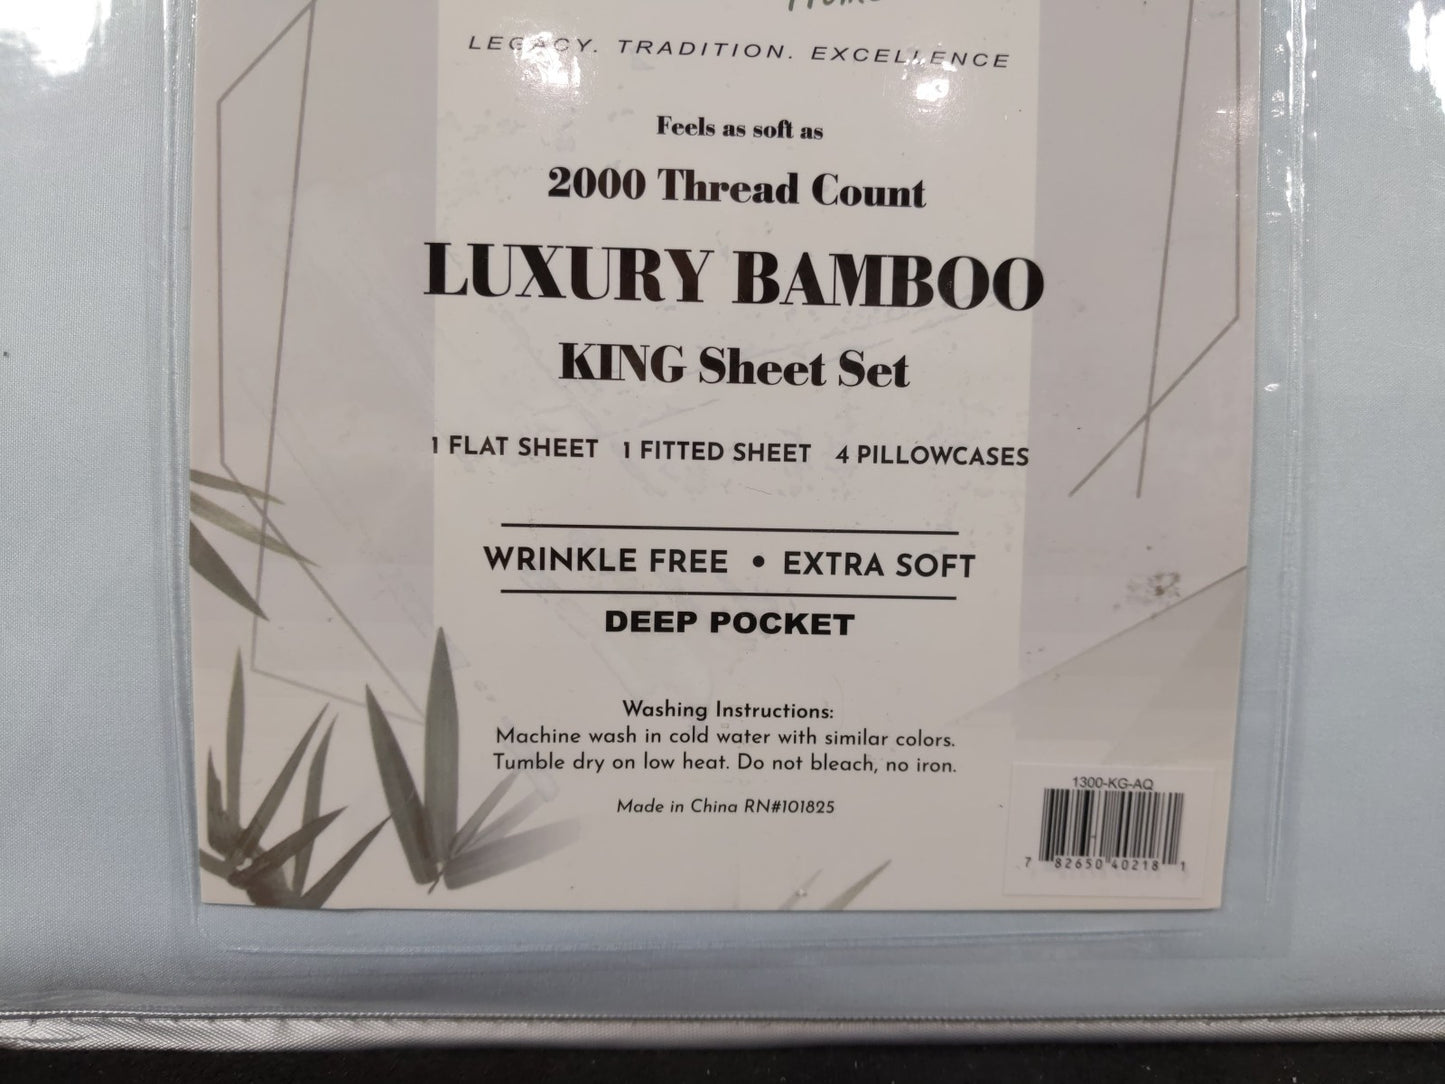 Home
LEGACY. TRADITION. EXCELLENCE
Feels as soft as
2000 Thread Count
LUXURY BAMBOO
KING Sheet Set
1 FLAT SHEET 1 FITTED SHEET 4 PILLOWCASES
WRINKLE FREE • EXTRA SOFT
DEEP POCKET
Washing Instructions:
Machine wash in cold water with similar colors.
Tumble dry on low heat. Do not bleach, no iron.
Made in China RN#101825
1300-KG-AQ
7 82650 40218 1